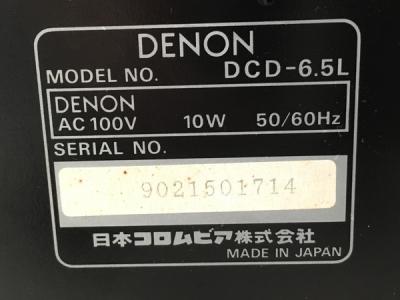 DENON
MODEL NO. DCD-6.5L
DENON
AC 100V 10W 50/60Hz
SERIAL NO.
9021501714
日本コロムビア株式会社
MADE IN JAPAN